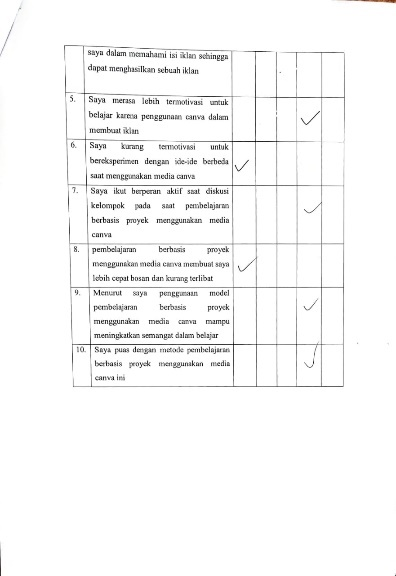 saya dalam memahami isi iklan sehingga
dapat menghasilkan sebuah iklan
5. Saya merasa lebih termotivasi untuk
belajar karena penggunaan canva dalam
membuat iklan
6. Saya kurang termotivasi untuk
bereksperimen dengan ide-ide berbeda
saat menggunakan media canva
7. Saya ikut berperan aktif saat diskusi
kelompok pada saat pembelajaran
berbasis proyek menggunakan media
canva
8. pembelajaran berbasis proyek
menggunakan media canva membuat saya
lebih cepat bosan dan kurang terlibat
9. Menurut saya penggunaan model
pembelajaran berbasis proyek
menggunakan media canva mampu
meningkatkan semangat dalam belajar
10. Saya puas dengan metode pembelajaran
berbasis proyek menggunakan media
canva ini